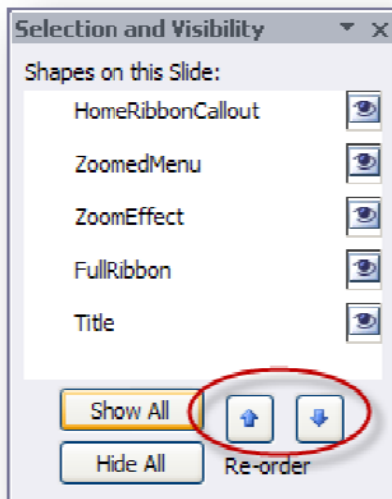 Selection and Visibility
Shapes on this Slide:
HomeRibbonCallout
ZoomedMenu
ZoomEffect
FullRibbon
Title
Show All
Hide All
Re-order